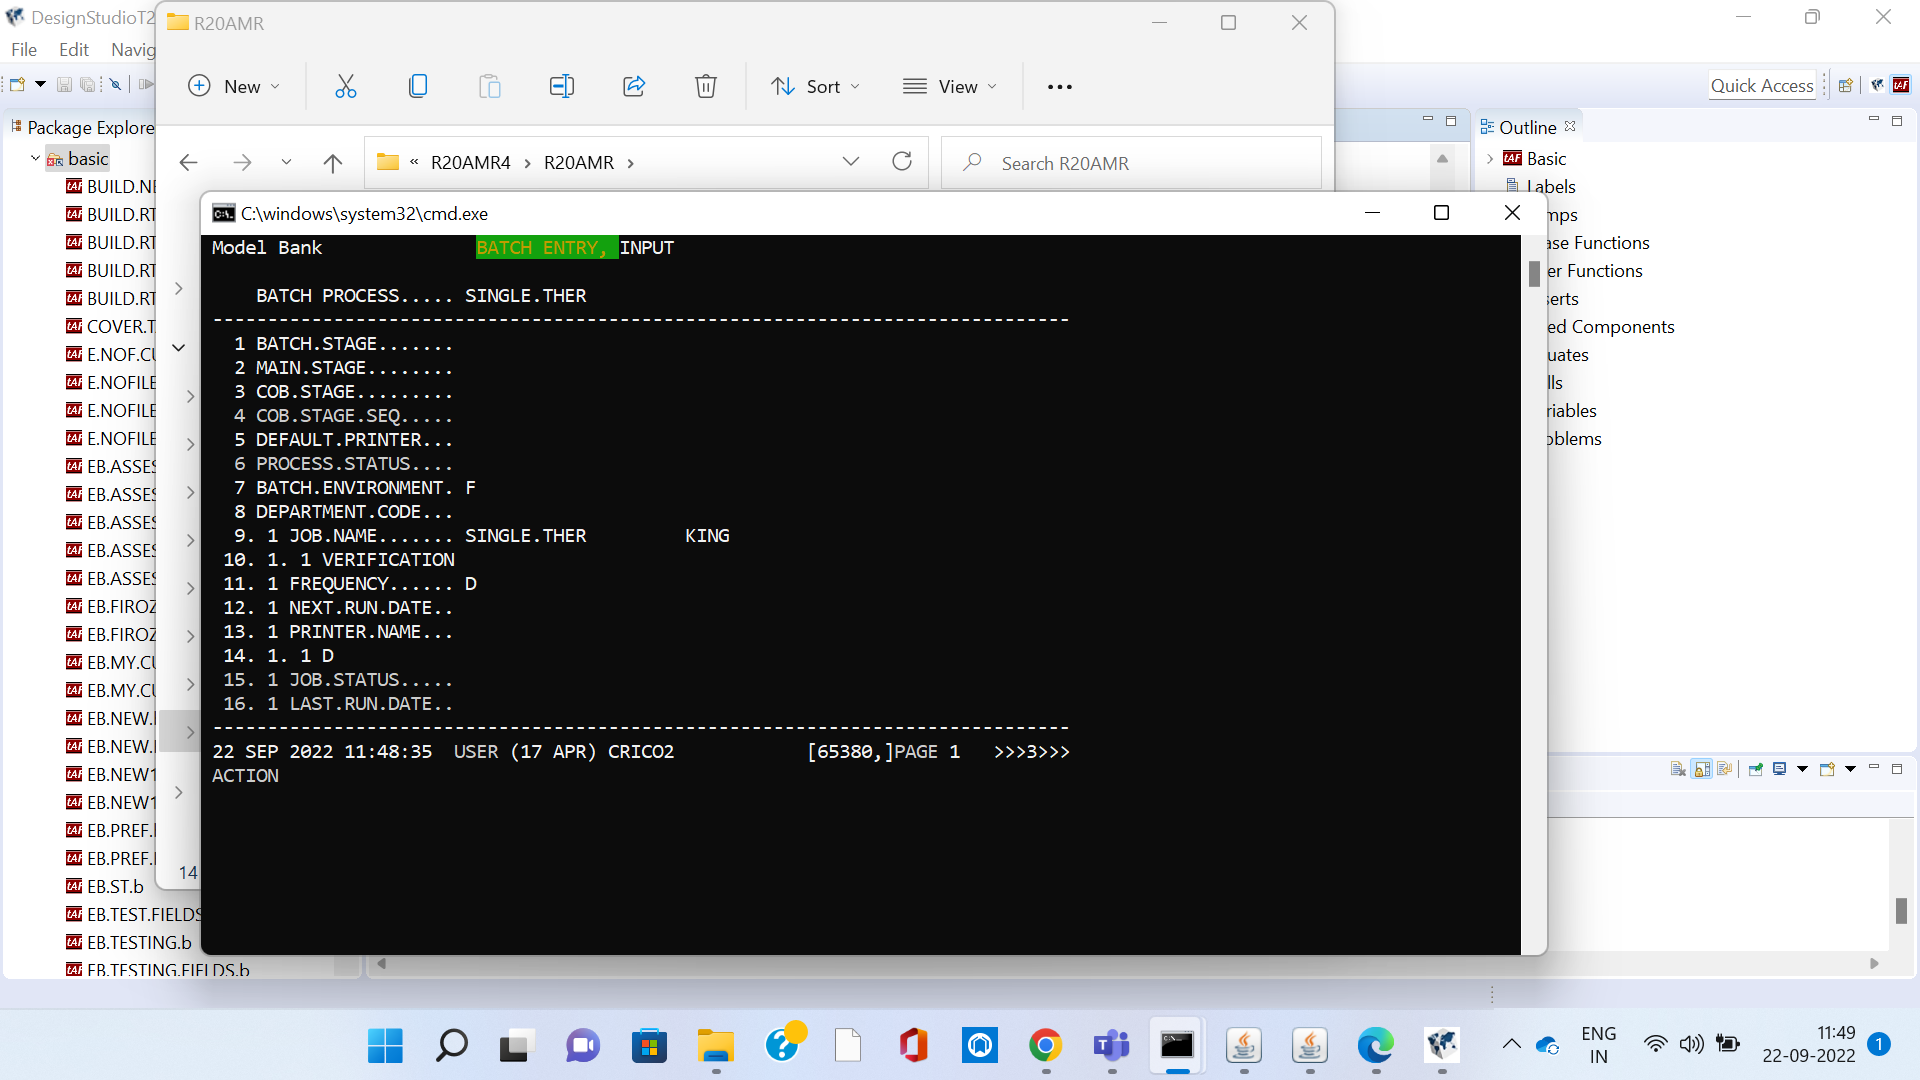 DesignStudioT2
File Edit Navig
Quick Access
Package Explore
basic
BUILD.NE
BUILD.RT
BUILD.RT
BUILD.RT
BUILD.RT
COVER.T
E.NOF.CU
E.NOFILE
E.NOFILE
E.NOFILE
EB.ASSES
EB.ASSES
EB.ASSES
EB.ASSES
EB.ASSES
EB.FIROZ
EB.FIROZ
EB.MY.CU
EB.MY.CU
EB.NEW.
EB.NEW.
EB.NEW1
EB.NEW1
EB.PREF.
EB.PREF.
EB.ST.b
EB.TEST.FIELDS
EB.TESTING.b
EB.TESTING.FIELDS.b
R20AMR
New
Sort
View
« R20AMR4 > R20AMR >
Search R20AMR
14
C:\windows\system32\cmd.exe
Model Bank BATCH ENTRY, INPUT
BATCH PROCESS..... SINGLE.THER
------------------------------------------------------------------------------
1 BATCH.STAGE.......
2 MAIN.STAGE........
3 COB.STAGE.........
4 COB.STAGE.SEQ.....
5 DEFAULT.PRINTER...
6 PROCESS.STATUS....
7 BATCH.ENVIRONMENT. F
8 DEPARTMENT.CODE...
9. 1 JOB.NAME....... SINGLE.THER KING
10. 1. 1 VERIFICATION
11. 1 FREQUENCY...... D
12. 1 NEXT.RUN.DATE..
13. 1 PRINTER.NAME...
14. 1. 1 D
15. 1 JOB.STATUS.....
16. 1 LAST.RUN.DATE..
------------------------------------------------------------------------------
22 SEP 2022 11:48:35 USER (17 APR) CRICO2 [65380,]PAGE 1 >>>3>>>
ACTION
Outline
Basic
Labels
mps
ase Functions
er Functions
serts
ed Components
uates
lls
riables
oblems
ENG
IN
11:49
22-09-2022
1